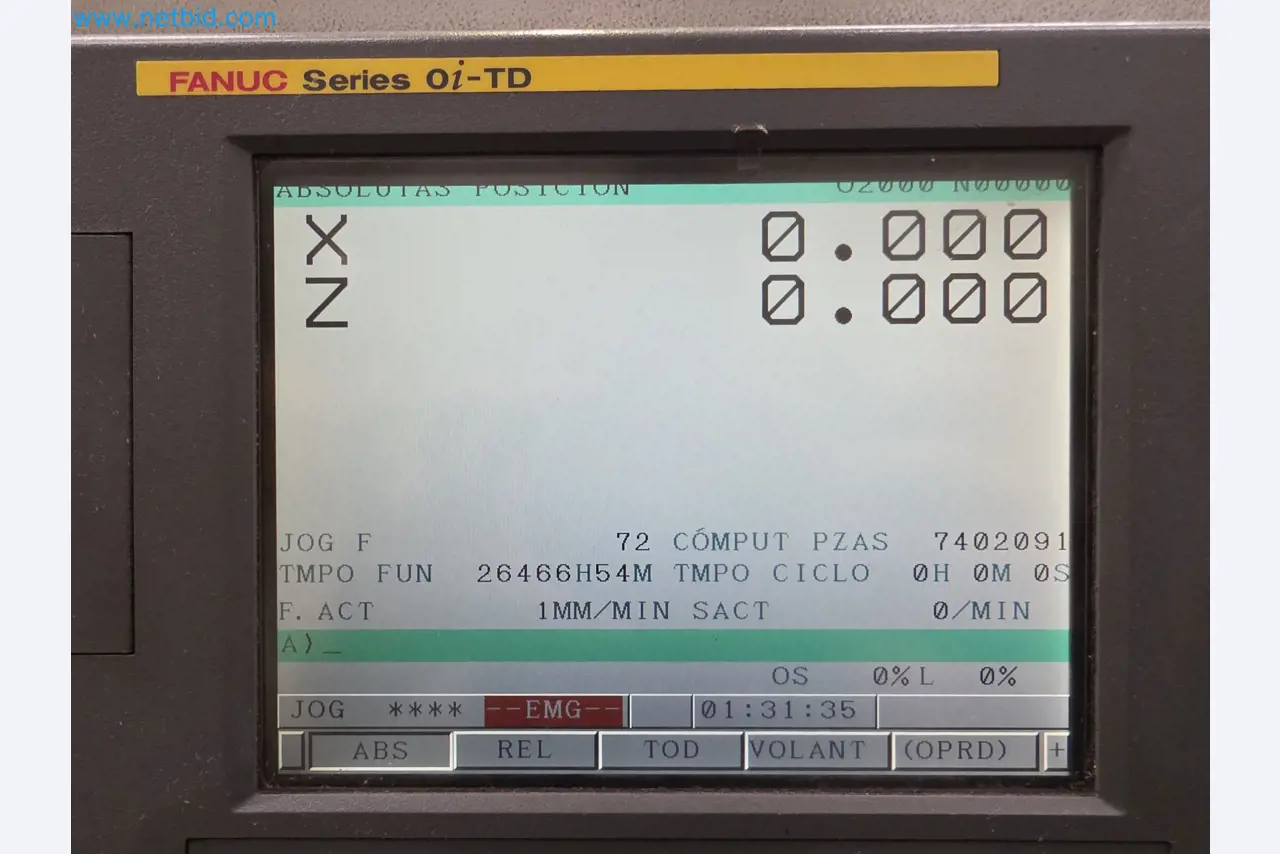 www.netbid.com
FANUC Series 0i-TD
ABSOLUTAS POSICION O2000 N00000
X 0.000
Z 0.000
JOG F 72 CÓMPUT PZAS 7402091
TMPO FUN 26466H54M TMPO CICLO 0H 0M 0S
F. ACT 1MM/MIN SACT 0/MIN
A)_
OS 0% L 0%
JOG **** --EMG-- 01:31:35
ABS REL TOD VOLANT (OPRD) +